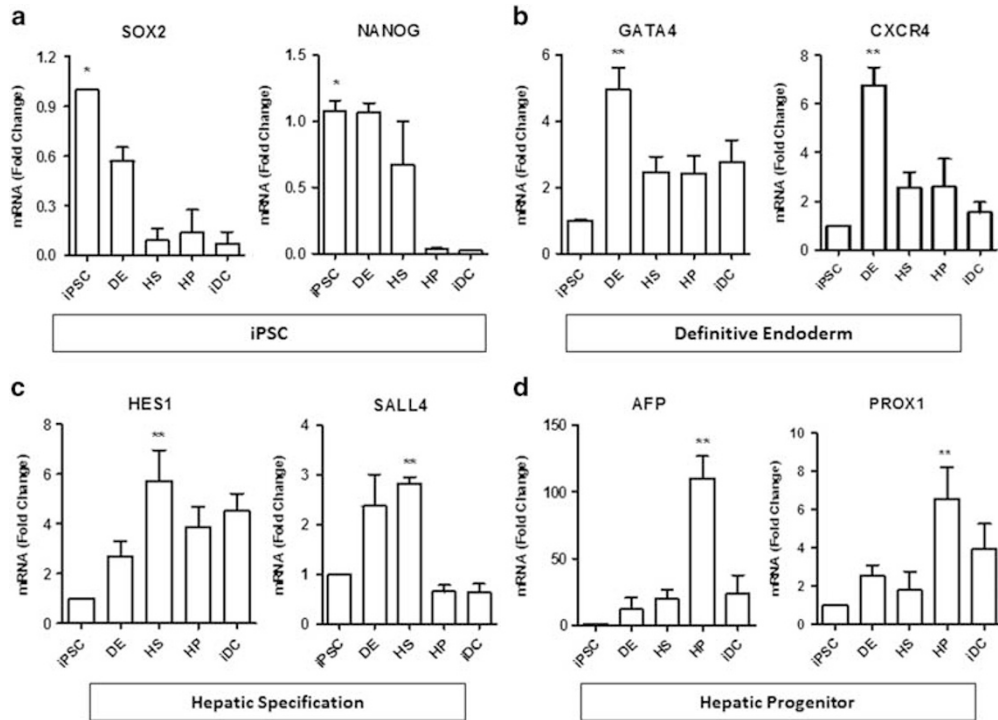 a
SOX2
mRNA (Fold Change)
1.2
0.9
0.6
0.3
0.0
*
iPSC
DE
HS
HP
iDC
NANOG
mRNA (Fold Change)
1.5
1.0
0.5
0.0
*
iPSC
DE
HS
HP
iDC
iPSC
b
GATA4
mRNA (Fold Change)
6
4
2
0
**
iPSC
DE
HS
HP
iDC
CXCR4
mRNA (Fold Change)
8
6
4
2
0
**
iPSC
DE
HS
HP
iDC
Definitive Endoderm
c
HES1
mRNA (Fold Change)
8
6
4
2
0
**
iPSC
DE
HS
HP
iDC
SALL4
mRNA (Fold Change)
4
3
2
1
0
**
iPSC
DE
HS
HP
iDC
Hepatic Specification
d
AFP
mRNA (Fold Change)
150
100
50
0
**
iPSC
DE
HS
HP
iDC
PROX1
mRNA (Fold Change)
10
8
6
4
2
0
**
iPSC
DE
HS
HP
iDC
Hepatic Progenitor